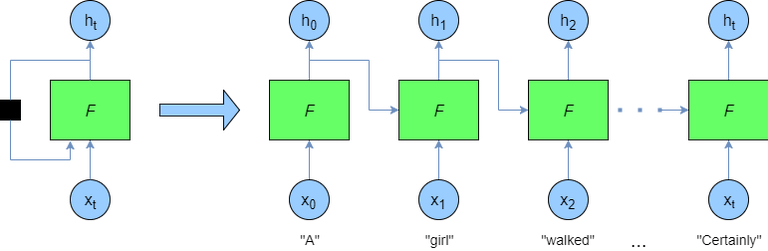 ht h0 h1 h2 ht
F F F F F
xt x0 x1 x2 xt
"A" "girl" "walked" ... "Certainly"